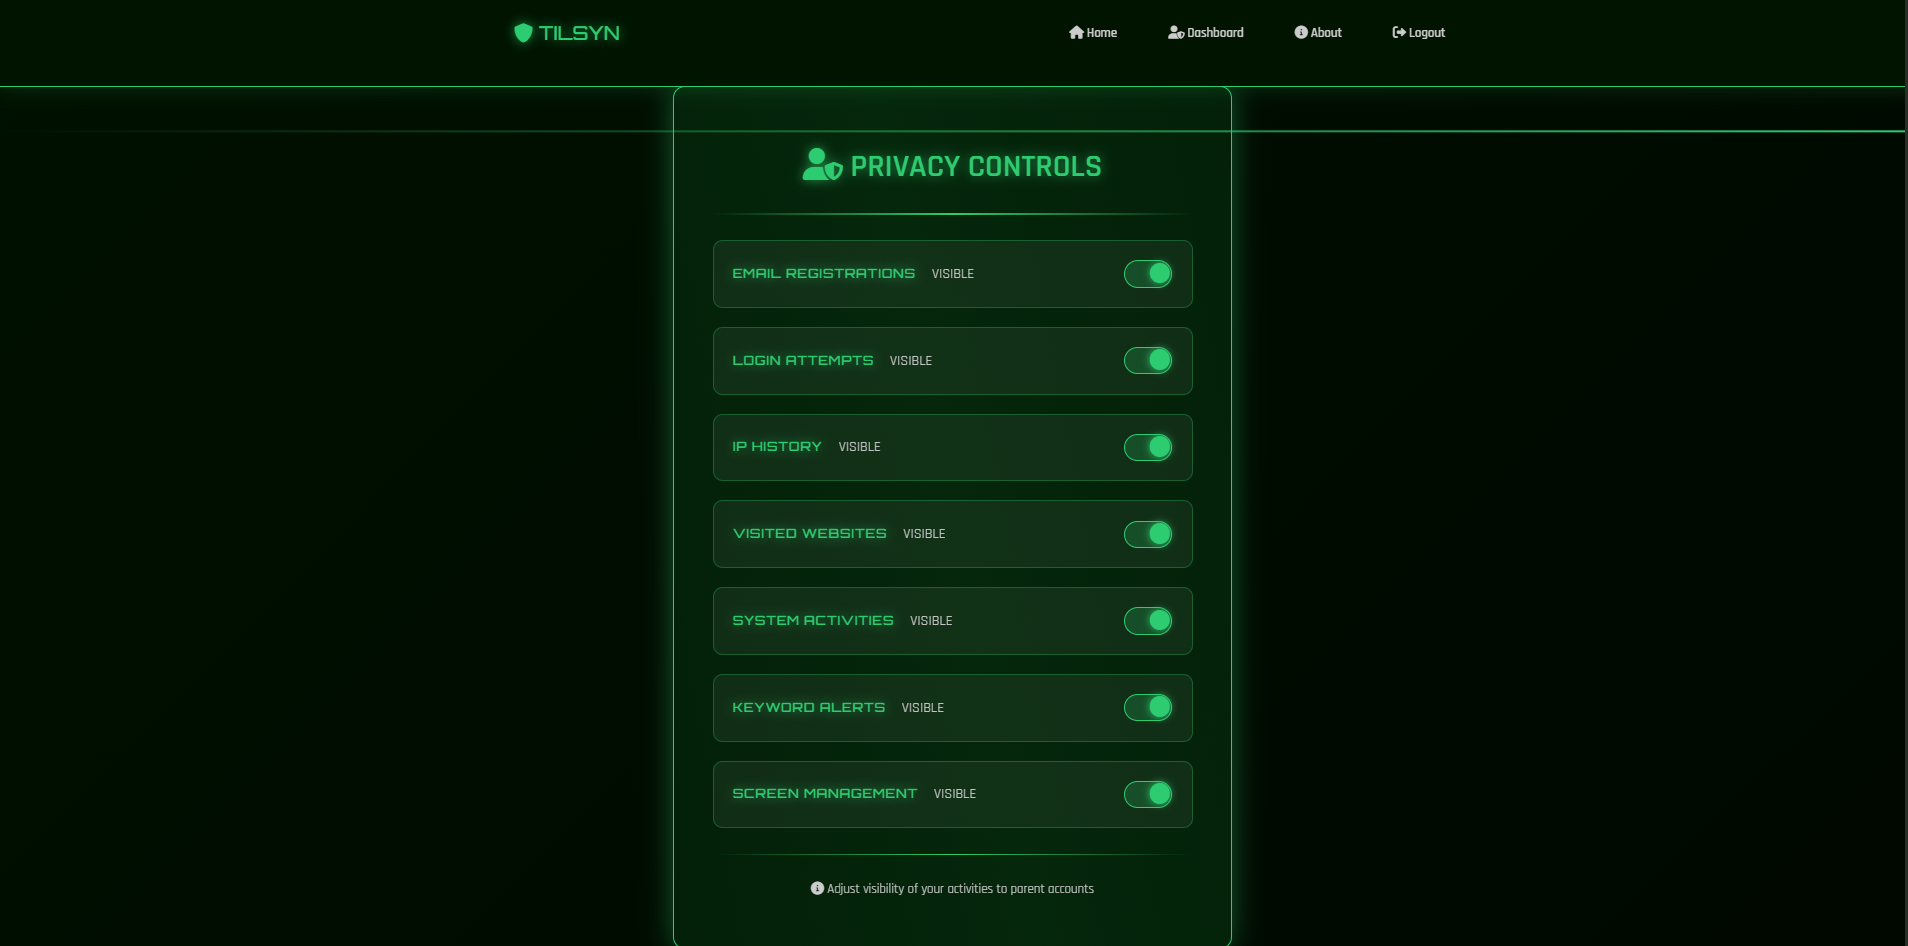 TILSYN
Home Dashboard About Logout
PRIVACY CONTROLS
EMAIL REGISTRATIONS VISIBLE
LOGIN ATTEMPTS VISIBLE
IP HISTORY VISIBLE
VISITED WEBSITES VISIBLE
SYSTEM ACTIVITIES VISIBLE
KEYWORD ALERTS VISIBLE
SCREEN MANAGEMENT VISIBLE
Adjust visibility of your activities to parent accounts